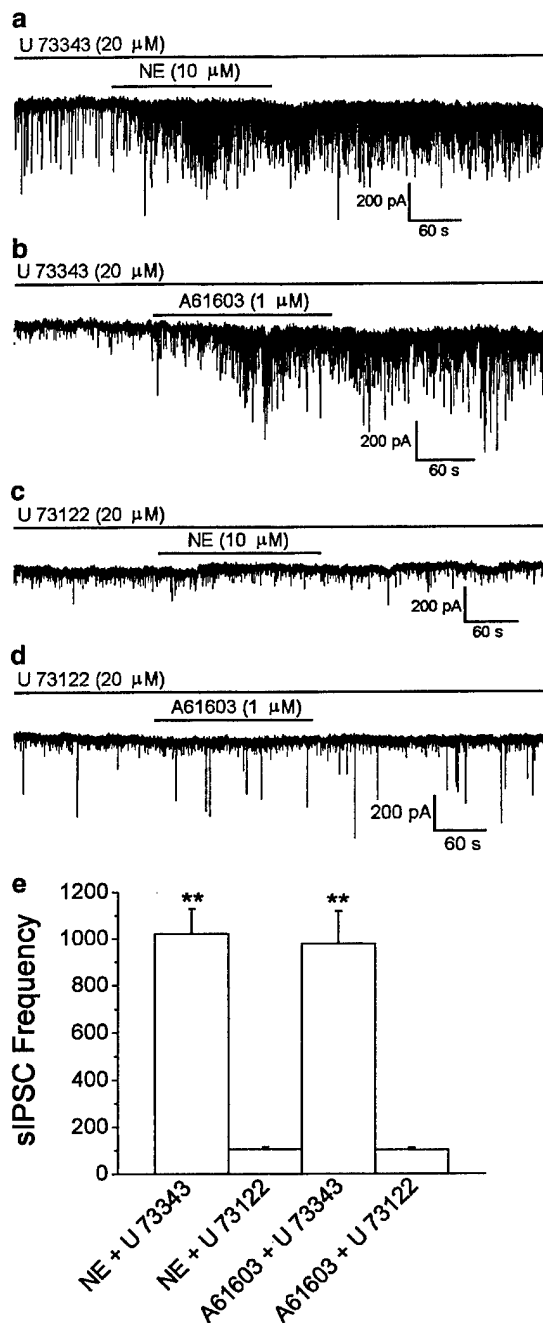 a
U 73343 (20 μM)
NE (10 μM)
200 pA
60 s
b
U 73343 (20 μM)
A61603 (1 μM)
200 pA
60 s
c
U 73122 (20 μM)
NE (10 μM)
200 pA
60 s
d
U 73122 (20 μM)
A61603 (1 μM)
200 pA
60 s
e
sIPSC Frequency
1200
1000
800
600
400
200
0
**
**
NE + U 73343
NE + U 73122
A61603 + U 73343
A61603 + U 73122